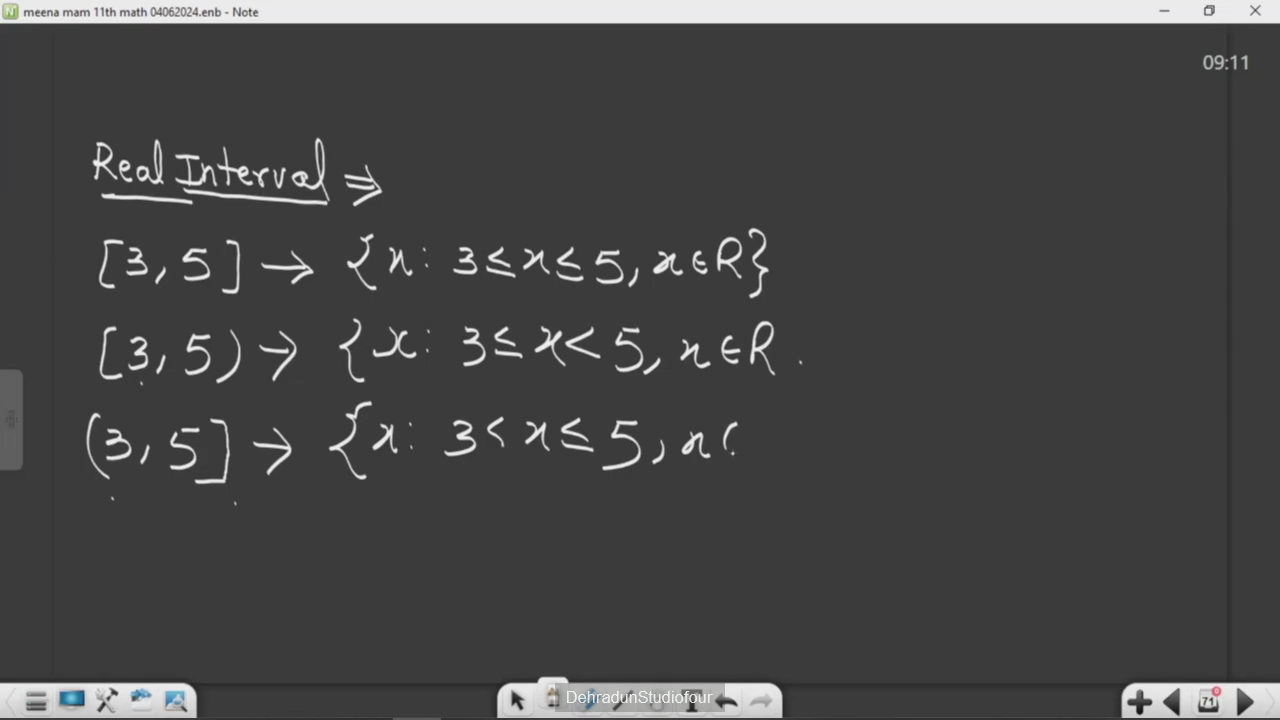 meena mam 11th math 04062024.enb - Note
09:11
Real Interval ⇒
[3, 5] → {x: 3≤x≤5, x∈R}
[3, 5) → {x: 3≤x<5, x∈R
(3, 5] → {x: 3<x≤5, x(
DehradunStudiofour
71